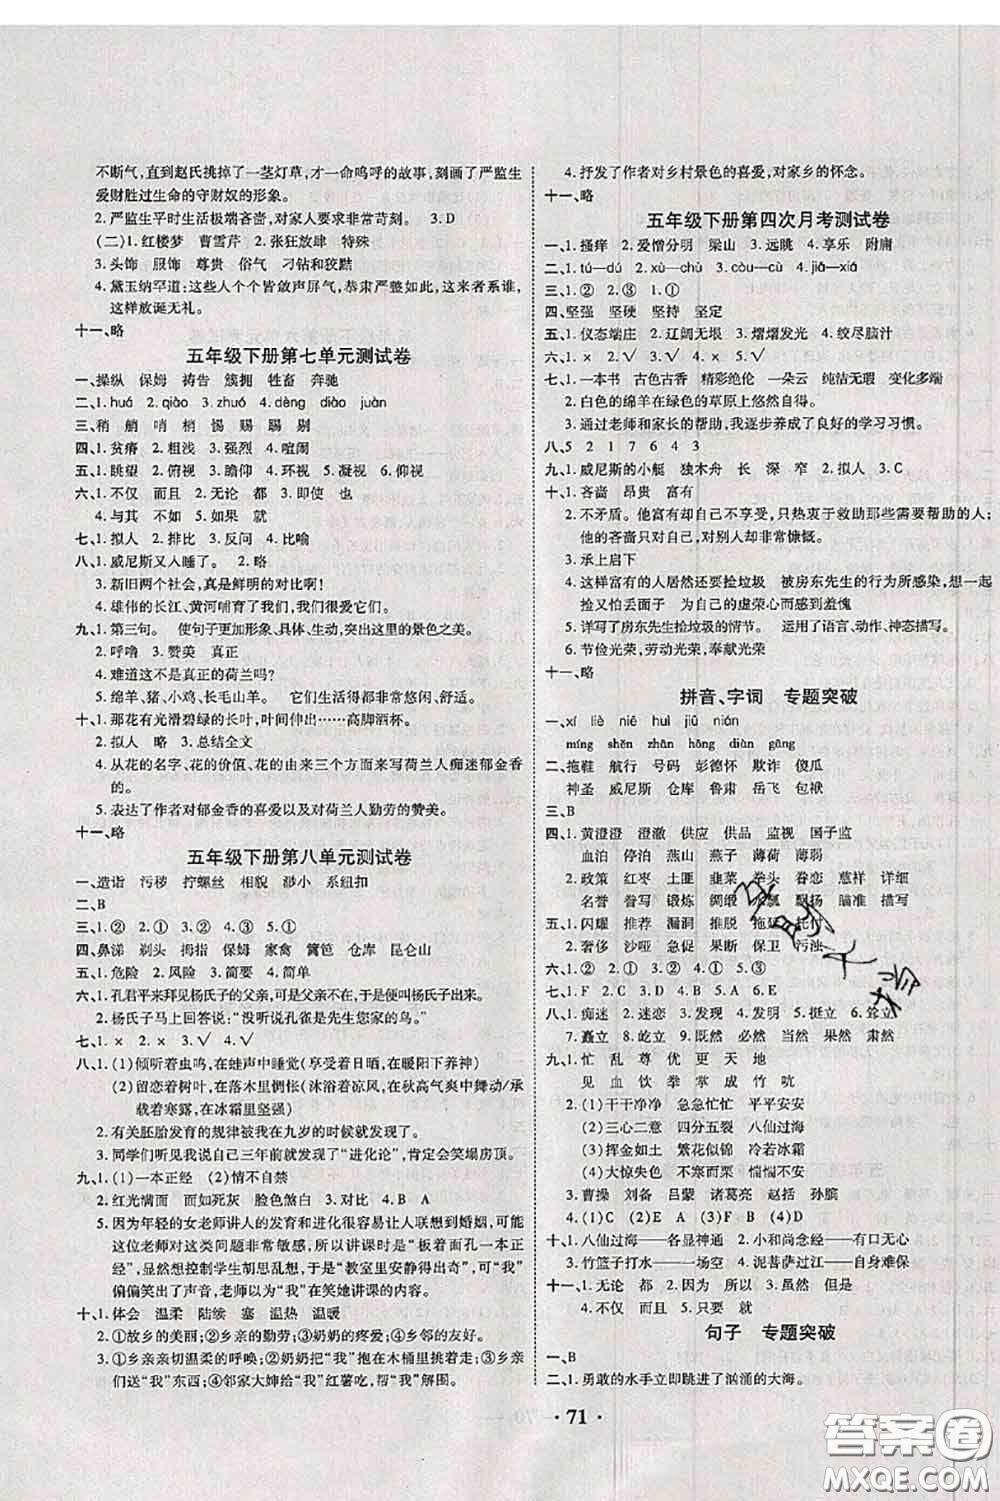 不断气,直到赵氏挑掉了一茎灯草,才一命呜呼的故事,刻画了严监生
爱财胜过生命的守财奴的形象。
2. 严监生平时生活极端吝啬,对家人要求非常苛刻。 3. D
(二)1. 红楼梦 曹雪芹 2. 张狂放肆 特殊
3. 头饰 服饰 尊贵 俗气 刁钻和狡黠
4. 黛玉纳罕道:这些人个个皆敛声屏气,恭肃严整如此,这来者系谁,
这样放诞无礼。
十一、略
五年级下册第七单元测试卷
一、操纵 保姆 祷告 簇拥 牲畜 奔驰
二、1. huá 2. qiào 3. zhuó 4. dèng diào juàn
三、稍 艄 哨 梢 惕 踢 赐 剔
四、1. 贫瘠 2. 粗浅 3. 强烈 4. 喧闹
五、1. 眺望 2. 俯视 3. 瞻仰 4. 环视 5. 凝视 6. 仰视
六、1. 不仅 而且 2. 无论 都 3.
4. 与其 不如 5. 如果 就
七、1. 拟人 2. 排比 3. 反问 4. 比喻
八、1. 威尼斯又入睡了。 2. 略
3. 新旧两个社会,真是鲜明的对比啊!
4. 雄伟的长江、黄河哺育了我们,我们很骄傲。
九、1. 第三句。 使句子更加形象、具体、生动,突出了这里的景色之美。
2. 呼噜 3. 赞美 真正
4. 难道这不是真正的荷兰吗?
5. 绵羊、猪、小鸡、长毛山羊。 它们生活得十分悠闲、舒适。
十、1. 那花有光滑碧绿的长叶,叶间伸出……高脚酒杯。
2. 拟人 略 3. 总结全文
4. 从花的名字、花的价值、花的由来三个方面来写荷兰人痴迷郁金香
的。
5. 表达了作者对郁金香的喜爱以及对荷兰人勤劳的赞美。
十一、略
五年级下册第八单元测试卷
一、造诣 污秽 拧螺丝 相貌 渺小 系纽扣
二、B
三、1. ② 2. ① 3. ① 4. ② 5. ① 6. ②
四、鼻涕 剃头 拇指 保姆 家禽 篱笆 仓库 昆仑山
五、1. 危险 2. 风险 3. 简要 4. 简单
六、1. 孔君平来拜见杨氏子的父亲,可是父亲不在,于是便叫杨氏子出来。
2. 杨氏子马上回答说:“没听说孔雀是先生您家的鸟。”
七、1. × 2. × 3. √ 4. √
八、1. (1)倾听着虫鸣,在蛙声中睡觉(享受着日晒,在暖阳下养神)
(2)留恋着树叶,在落木里惆怅(沐浴着凉风,在秋高气爽中舞动/承
载着寒露,在冰霜里坚强)
2. 有关胚胎发育的规律被我在九岁的时候就发现了。
3. 同学们听见我说自己三年前就发现了“进化论”,肯定会笑塌房顶。
九、1. (1)一本正经 (2)情不自禁
2. 红光满面 面如死灰 脸色煞白 3. 对比 4. B A
5. 因为年轻的女老师讲人的发育和进化很容易让人联想到婚姻,可能
这位老师对这类问题非常敏感,所以讲课时是“板着面孔一本正
经”,显然想控制学生胡思乱想,于是“教室里安静得出奇”,可“我”
偏偏笑出了声音,老师以为“我”在笑她讲课的内容。
十、1. 体会 温柔 陆续 塞 温热 温暖
2. ①故乡的美丽;②乡亲的勤劳;③奶奶的疼爱;④乡邻的友好。
3. ①乡亲亲切温柔的呼唤;②奶奶把“我”抱在木桶里挑回去;③乡亲
们送“我”东西;④邻家大婶给“我”红薯吃,帮“我”解围。
4. 抒发了作者对乡村景色的喜爱,对家乡的怀念。
十一、略
五年级下册第四次月考测试卷
一、1. 搔痒 2. 爱憎分明 梁山 3. 远眺 4. 享乐 附庸
二、1. tú—dú 2. xù—chù 3. còu—cù 4. jiǎ—xiá
三、1. ② 2. ③ 3. ①
四、坚强 坚硬 坚持 坚定
五、1. 仪态端庄 2. 辽阔无垠 3. 熠熠发光 4. 绞尽脑汁
六、1. × 2. √ 3. × 4. √
七、1. 一本书 古色古香 精彩绝伦 一朵云 纯洁无瑕 变化多端
2. 白色的绵羊在绿色的草原上悠然自得。
3. 通过老师和家长的帮助,我逐步养成了良好的学习习惯。
八、5 2 1 7 6 4 3
九、1. 威尼斯的小艇 独木舟 长 深 窄 2. 拟人 3. C
十、1. 吝啬 昂贵 富有
2. 不矛盾。他富有却自己不享受,只热衷于救助那些需要帮助的人;
他的吝啬只对自己,对别人却非常慷慨。
3. 承上启下
4. 这样富有的人居然还要捡垃圾 被房东先生的行为所感染,想一起
捡又怕丢面子 为自己的虚荣心而感到羞愧
5. 详写了房东先生捡垃圾的情节。 运用了语言、动作、神态描写。
6. 节俭光荣,劳动光荣,奉献光荣
十一、略
拼音、字词 专题突破
一、xí liè niē huì jiū nián
míng shěn zhān hōng diàn gāng
二、拖鞋 航行 号码 彭德怀 欺诈 傻瓜
神圣 威尼斯 仓库 鲁肃 岳飞 包袱
三、B
四、1. 黄澄澄 澄澈 供应 供品 监视 国子监
血泊 停泊 燕山 燕子 薄荷 薄弱
2. 政策 红枣 土匪 韭菜 拳头 眷恋 慈祥 详细
名誉 誊写 锻炼 绸缎 水瓢 飘扬 瞄准 描写
五、1. 闪耀 推荐 漏洞 推脱 拖延 托付
2. 奢侈 沙哑 急促 果断 保卫 污浊
六、1. ② 2. ① 3. ② 4. ① 5. ①
七、1. F 2. C 3. D 4. B 5. A 6. E
八、1. 痴迷 2. 迷恋 3. 发明 4. 发现 5. 挺立 6. 耸立
7. 矗立 8. 屹立 9. 既然 必然 当然 果然 肃然
九、1. 忙 乱 尊 优 更 天 地
见 血 饮 拳 掌 成 竹 吭
2. (1)干干净净 急急忙忙 平平安安
(2)三心二意 四分五裂 八仙过海
(3)挥金如土 繁花似锦 冷若冰霜
(4)大惊失色 不寒而栗 惴惴不安
3. 曹操 刘备 吕蒙 诸葛亮 赵括 孙膑
4. (1)C (2)EA (3)BF (4)D
十、1. 八仙过海——各显神通 2. 小和尚念经——有口无心
3. 竹篮子打水——一场空 4. 泥菩萨过江——自身难保
十一、1. 无论 都 2. 因为 所以 3. 虽然 但是
4. 不仅 而且 5. 只要 就
句子 专题突破
一、B
二、1. 勇敢的水手立即跳进了汹涌的大海。
· 71 ·
答案圈
MXQE.COM